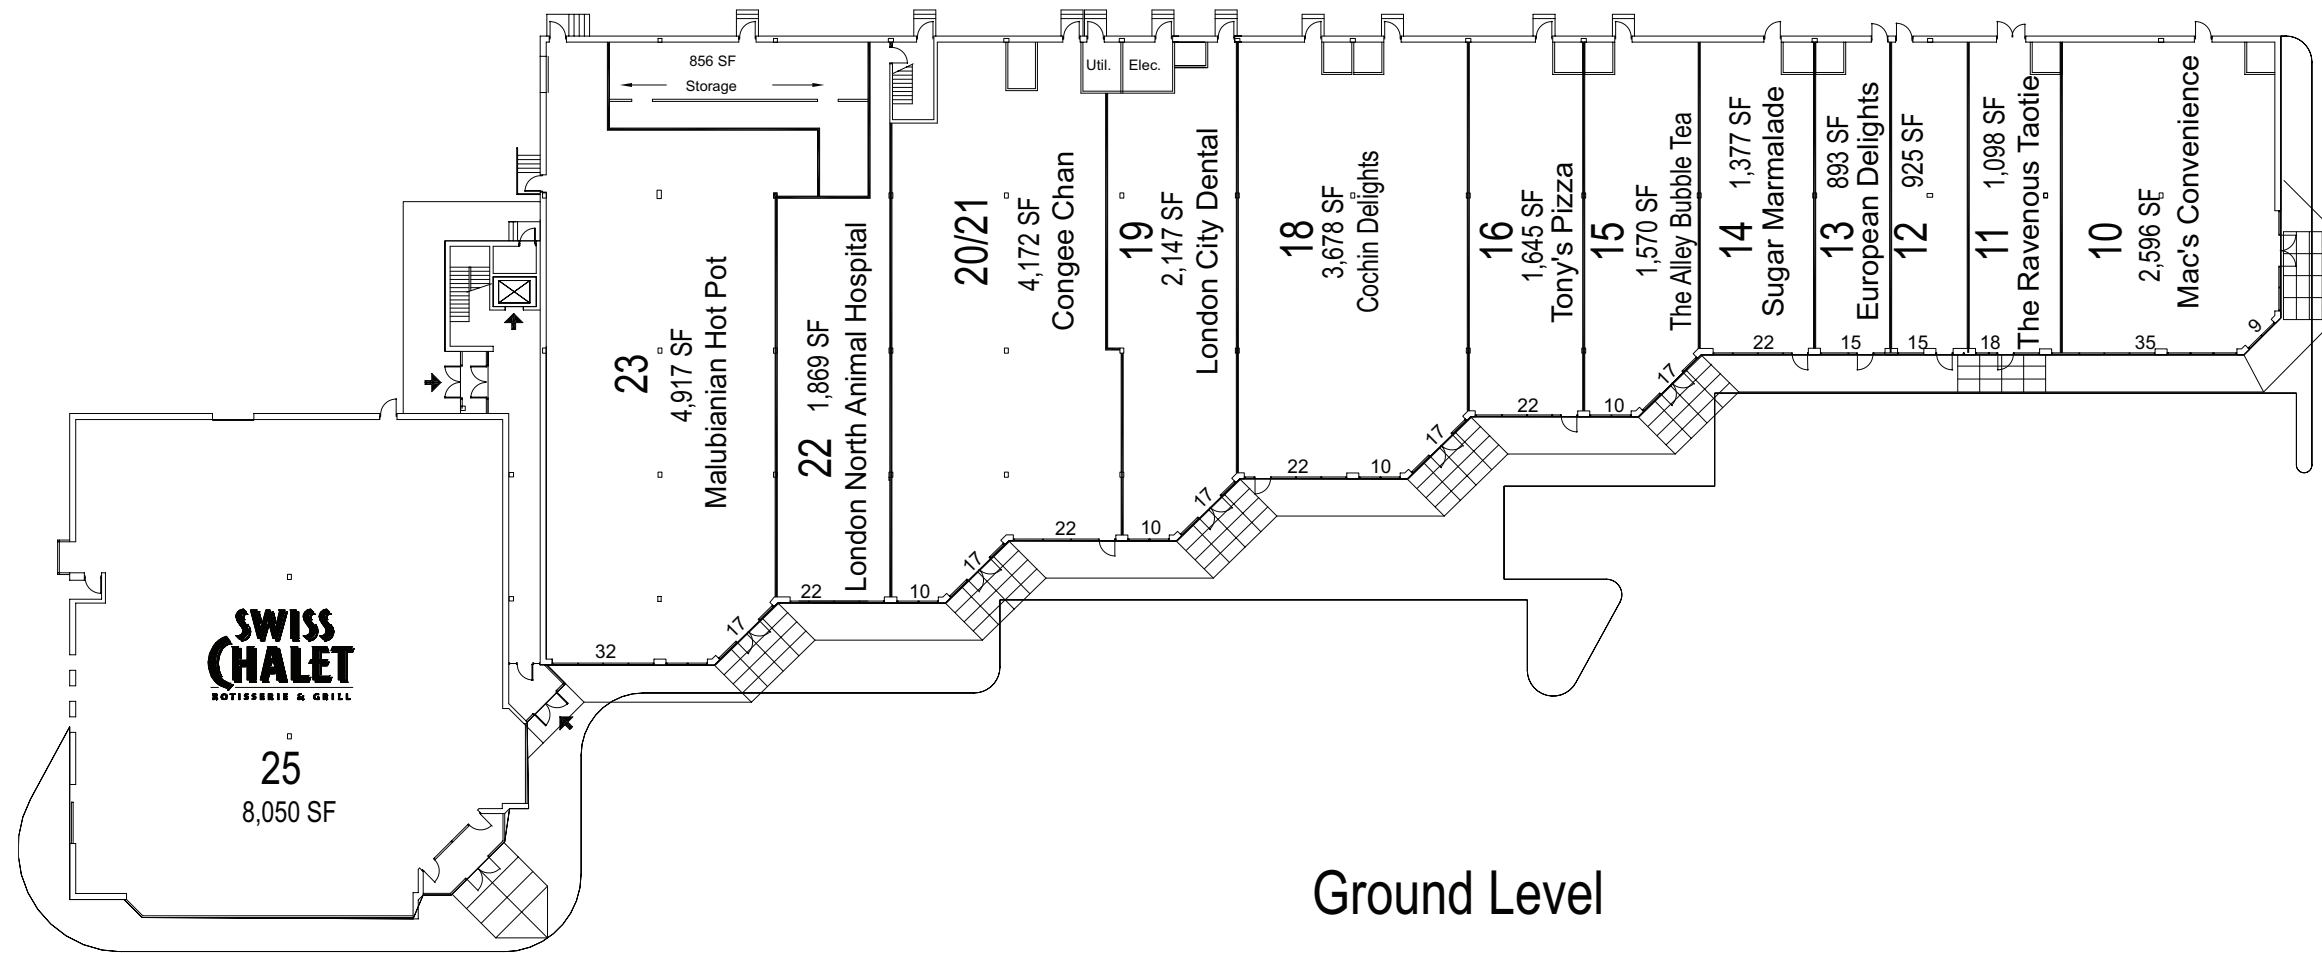 856 SF
Storage
Util.
Elec.
23
4,917 SF
Malubianian Hot Pot
22
1,869 SF
London North Animal Hospital
20/21
4,172 SF
Congee Chan
19
2,147 SF
London City Dental
18
3,678 SF
Cochin Delights
16
1,645 SF
Tony's Pizza
15
1,570 SF
The Alley Bubble Tea
14
1,377 SF
Sugar Marmalade
13
893 SF
European Delights
12
925 SF
11
1,098 SF
The Ravenous Taotie
10
2,596 SF
Mac's Convenience
32
17
22
10
17
22
10
17
22
10
17
22
10
17
22
15
15
18
35
9
SWISS
CHALET
ROTISSERIE & GRILL
25
8,050 SF
Ground Level